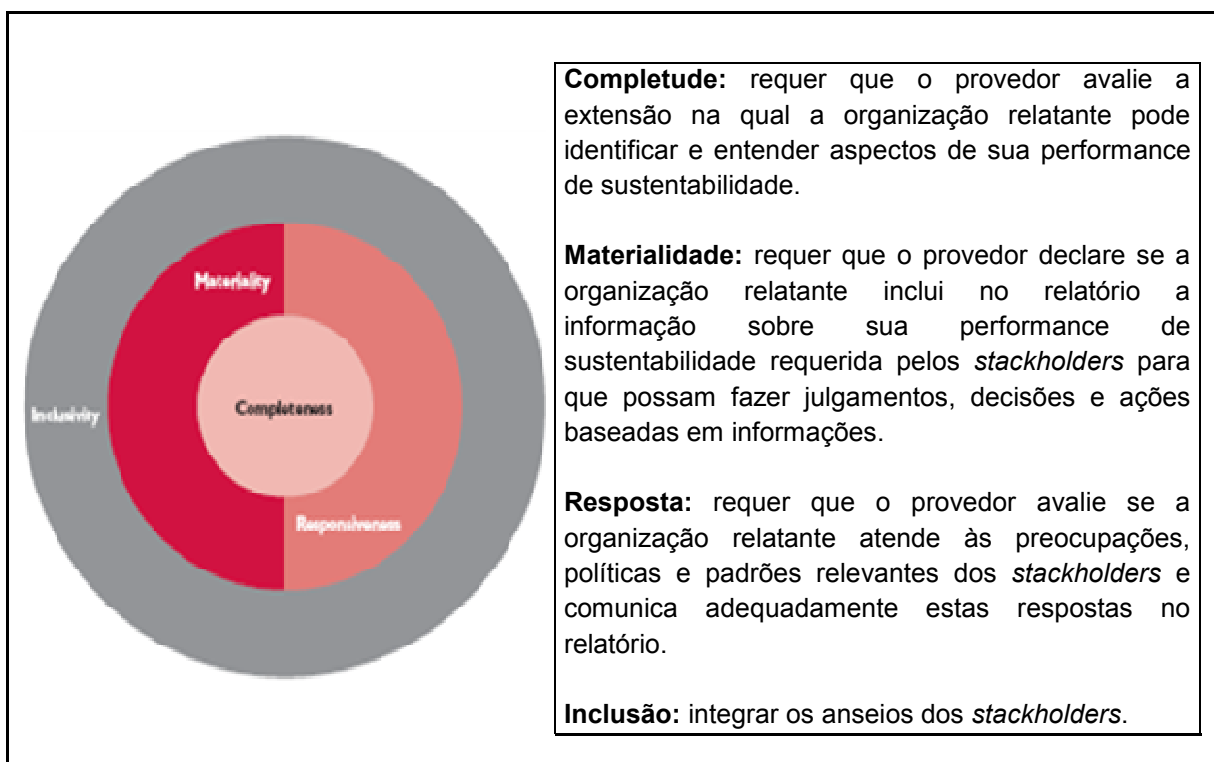 Materiality
Completeness
Inclusivity
Responsiveness
Completude: requer que o provedor avalie a
extensão na qual a organização relatante pode
identificar e entender aspectos de sua performance
de sustentabilidade.
Materialidade: requer que o provedor declare se a
organização relatante inclui no relatório a
informação sobre sua performance de
sustentabilidade requerida pelos stackholders para
que possam fazer julgamentos, decisões e ações
baseadas em informações.
Resposta: requer que o provedor avalie se a
organização relatante atende às preocupações,
políticas e padrões relevantes dos stackholders e
comunica adequadamente estas respostas no
relatório.
Inclusão: integrar os anseios dos stackholders.